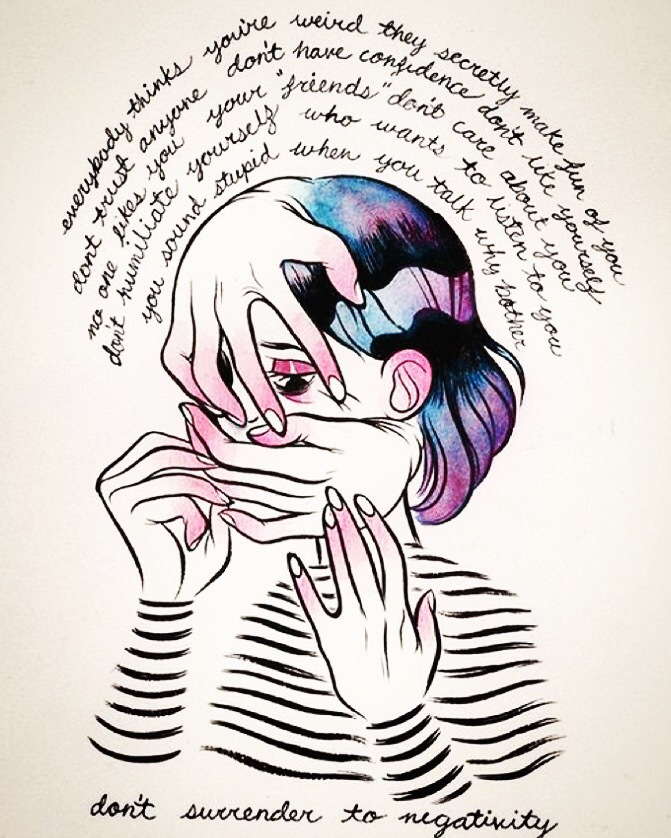 everybody thinks you're weird they secretly make fun of you
don't trust anyone don't have confidence don't like yourself
no one likes you your "friends" don't care about you
don't humiliate yourself who wants to listen to you
you sound stupid when you talk why bother
don't surrender to negativity